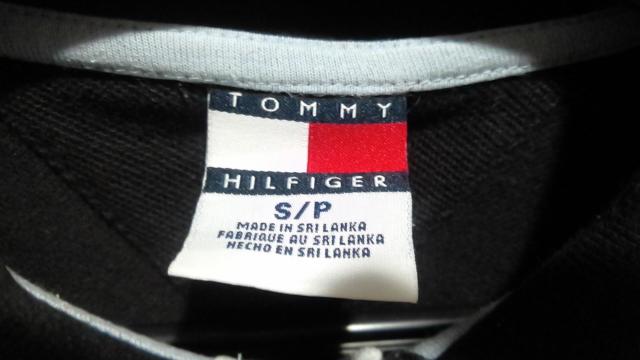 TOMMY
HILFIGER
S/P
MADE IN SRI LANKA
FABRIQUE AU SRI LANKA
HECHO EN SRI LANKA